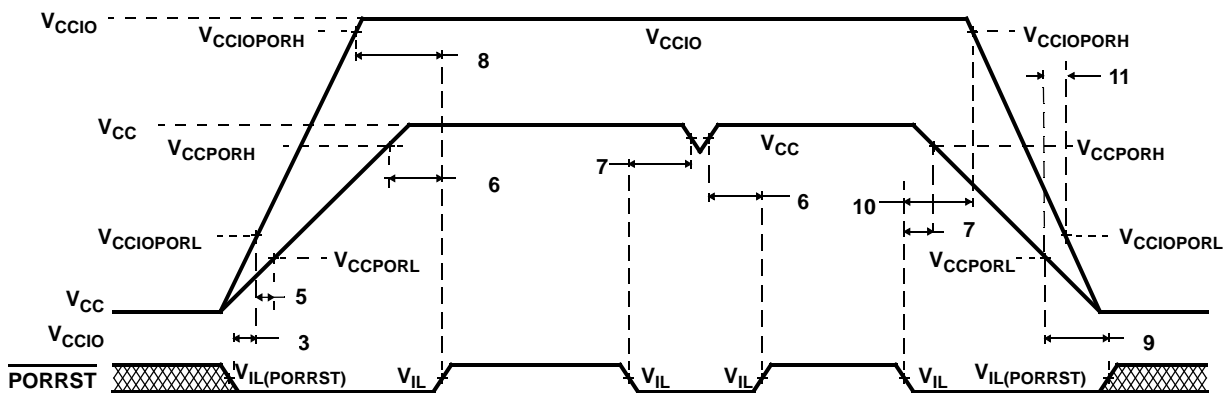 VCCIO
VCCIOPORH
VCCIO
VCCIOPORH
8
11
VCC
VCCPORH
VCC
VCCPORH
6
7
6
10
7
VCCIOPORL
VCCIOPORL
VCCPORL
VCCPORL
VCC
5
VCCIO
3
9
PORRST
VIL(PORRST)
VIL
VIL
VIL
VIL
VIL(PORRST)